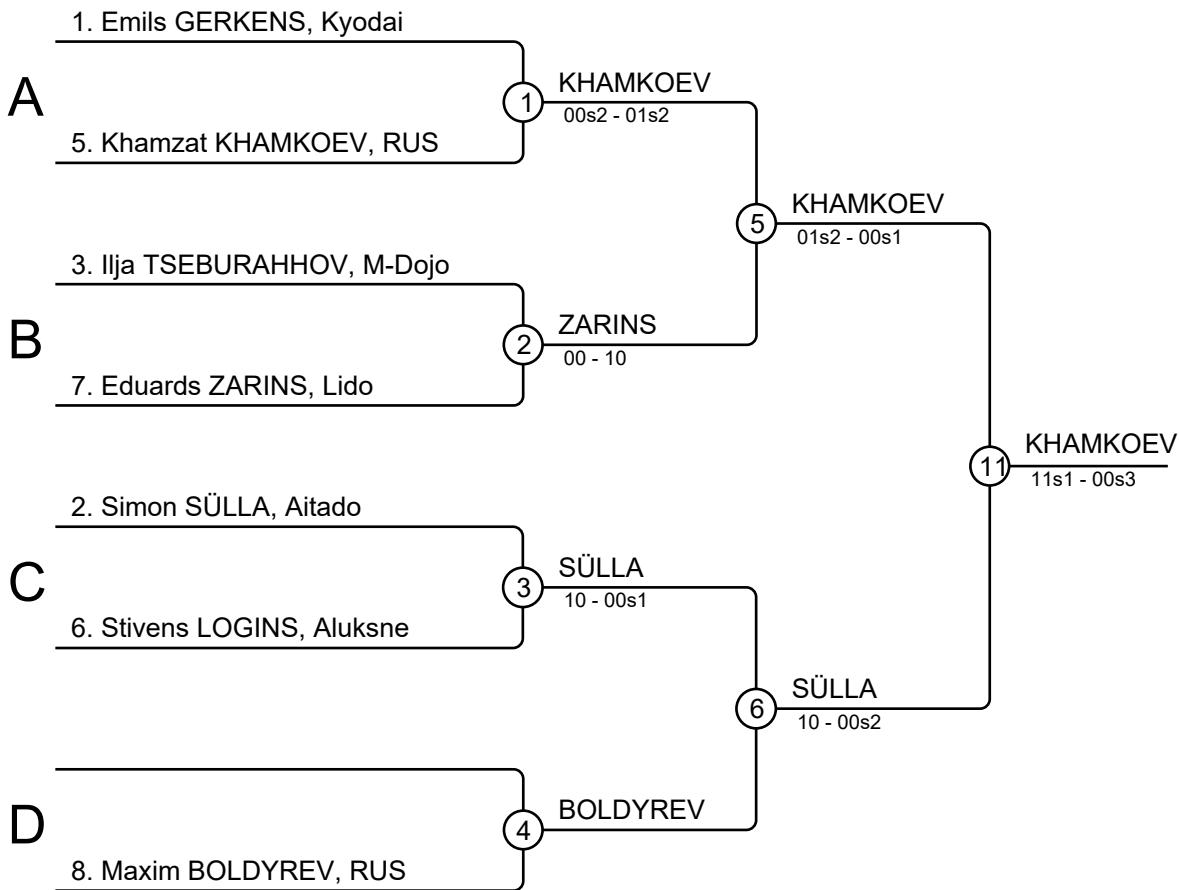 1. Emils GERKENS, Kyodai
A
1
KHAMKOEV
00s2 - 01s2
5. Khamzat KHAMKOEV, RUS
5
KHAMKOEV
01s2 - 00s1
3. Ilja TSEBURAHHOV, M-Dojo
B
2
ZARINS
00 - 10
7. Eduards ZARINS, Lido
11
KHAMKOEV
11s1 - 00s3
2. Simon SÜLLA, Aitado
C
3
SÜLLA
10 - 00s1
6. Stivens LOGINS, Aluksne
6
SÜLLA
10 - 00s2
D
4
BOLDYREV
8. Maxim BOLDYREV, RUS